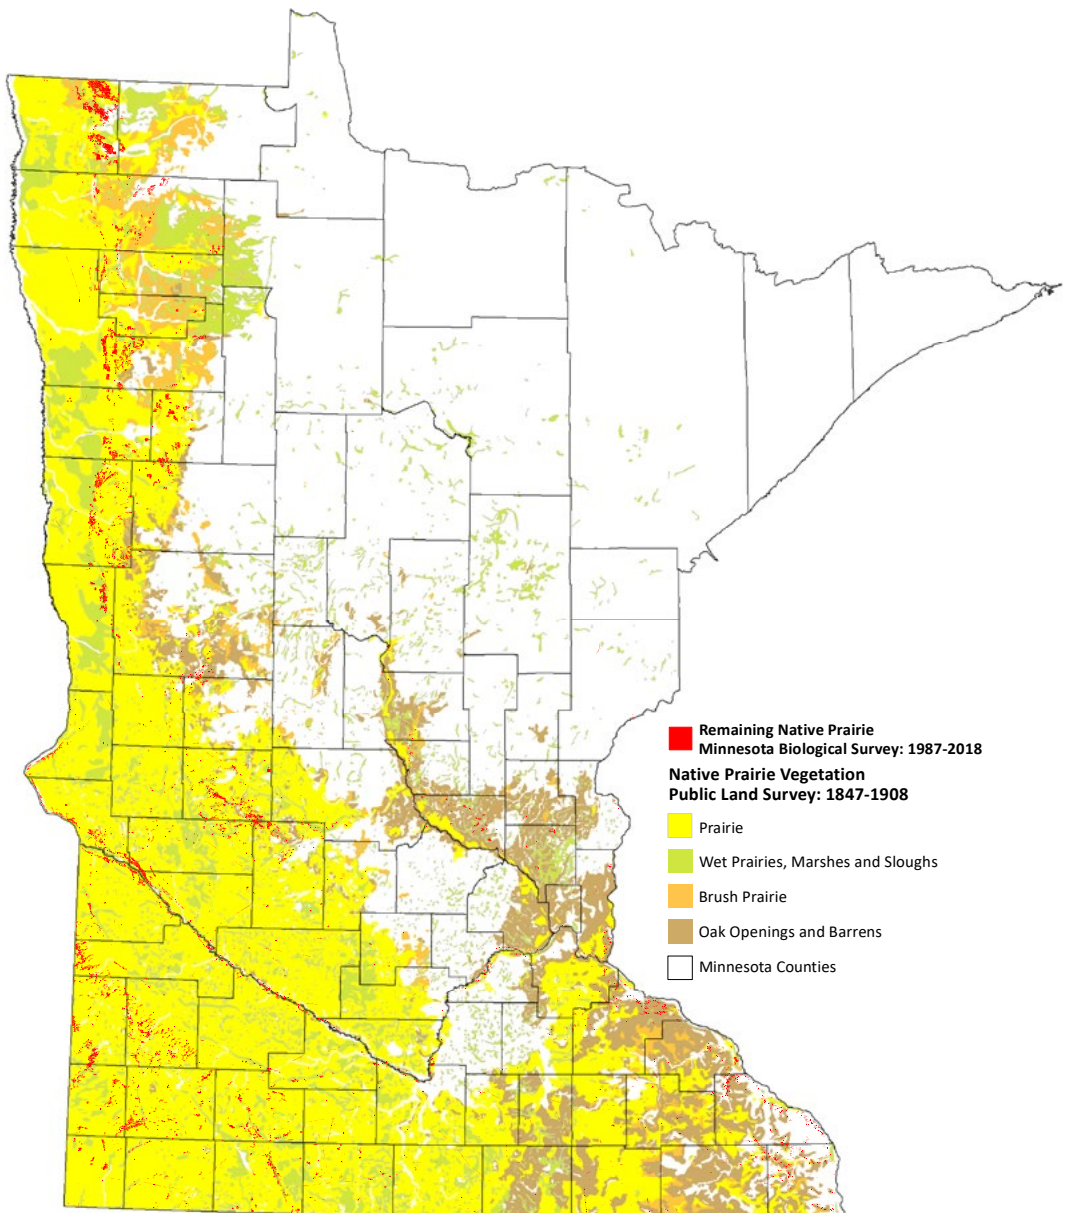 Remaining Native Prairie
Minnesota Biological Survey: 1987-2018
Native Prairie Vegetation
Public Land Survey: 1847-1908
Prairie
Wet Prairies, Marshes and Sloughs
Brush Prairie
Oak Openings and Barrens
Minnesota Counties